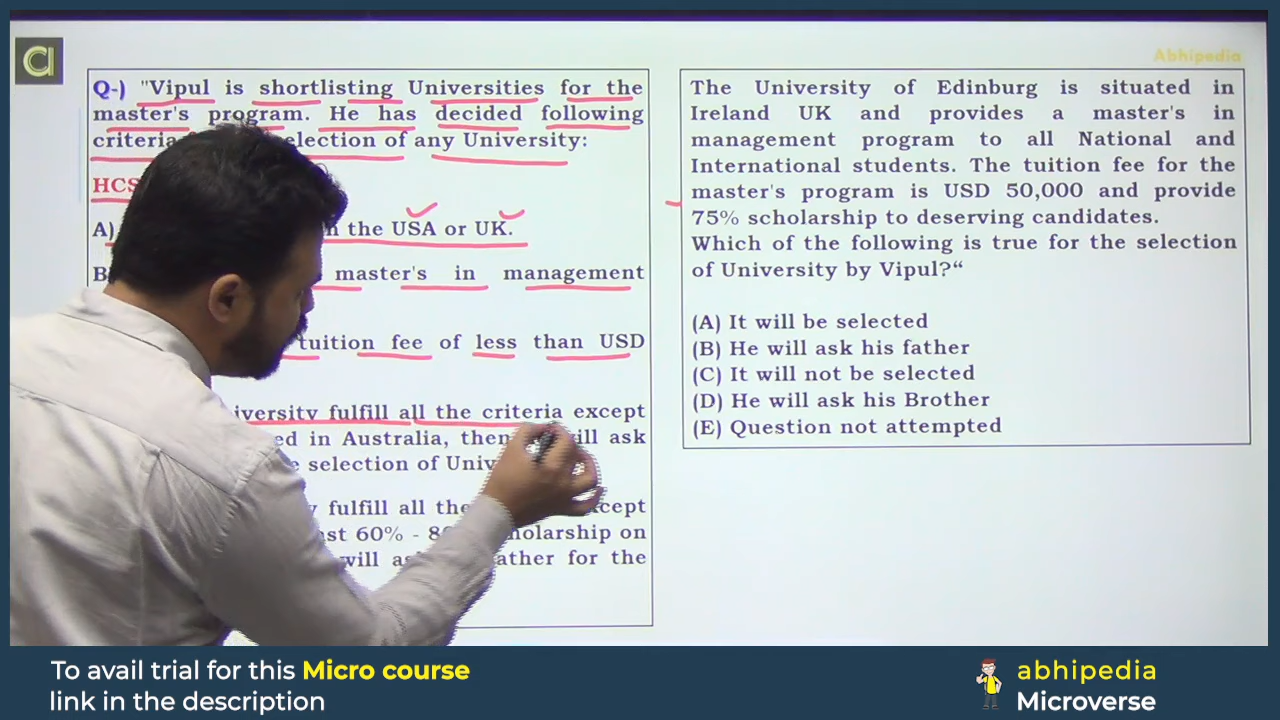 CI
Abhipedia
Q-) "Vipul is shortlisting Universities for the
master's program. He has decided following
criteria election of any University:
HCS
A) n the USA or UK.
B master's in management
tuition fee of less than USD
iversity fulfill all the criteria except
ed in Australia, then ill ask
e selection of Univ
y fulfill all the cept
st 60% - 8 holarship on
will as ather for the
The University of Edinburg is situated in
Ireland UK and provides a master's in
management program to all National and
International students. The tuition fee for the
master's program is USD 50,000 and provide
75% scholarship to deserving candidates.
Which of the following is true for the selection
of University by Vipul?“
(A) It will be selected
(B) He will ask his father
(C) It will not be selected
(D) He will ask his Brother
(E) Question not attempted
To avail trial for this Micro course
link in the description
abhipedia
Microverse